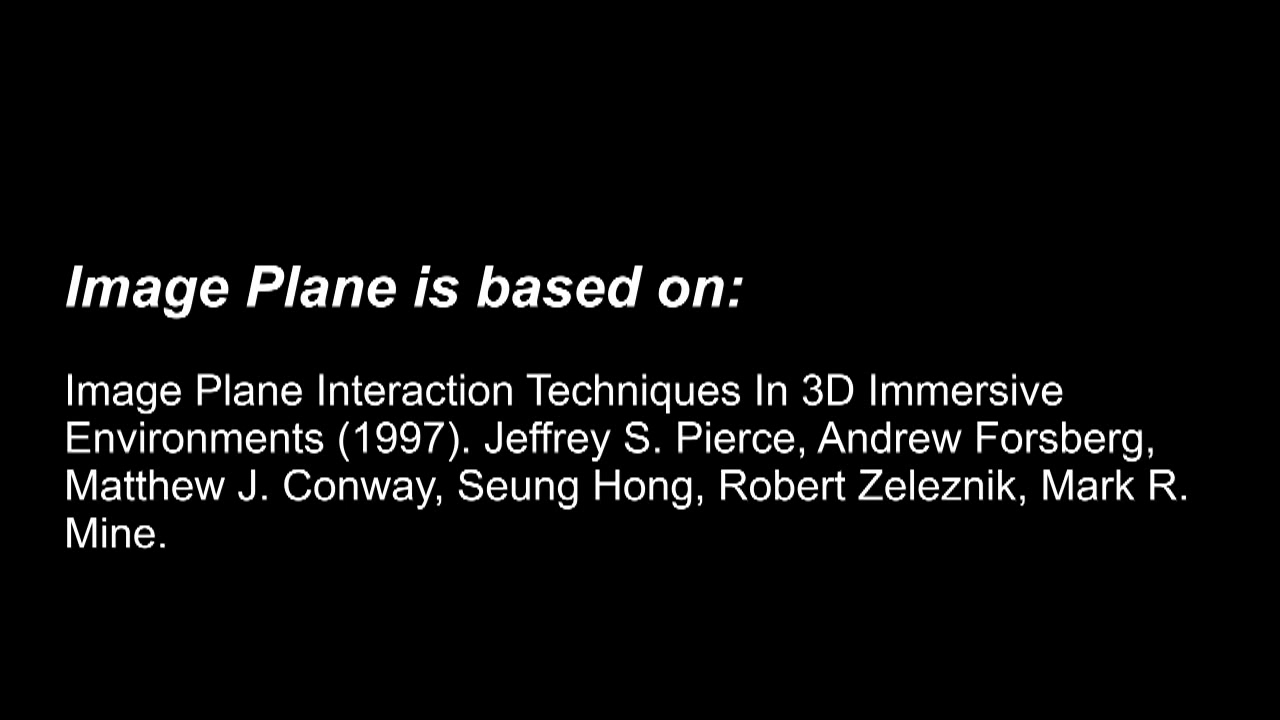 Image Plane is based on:
Image Plane Interaction Techniques In 3D Immersive
Environments (1997). Jeffrey S. Pierce, Andrew Forsberg,
Matthew J. Conway, Seung Hong, Robert Zeleznik, Mark R.
Mine.